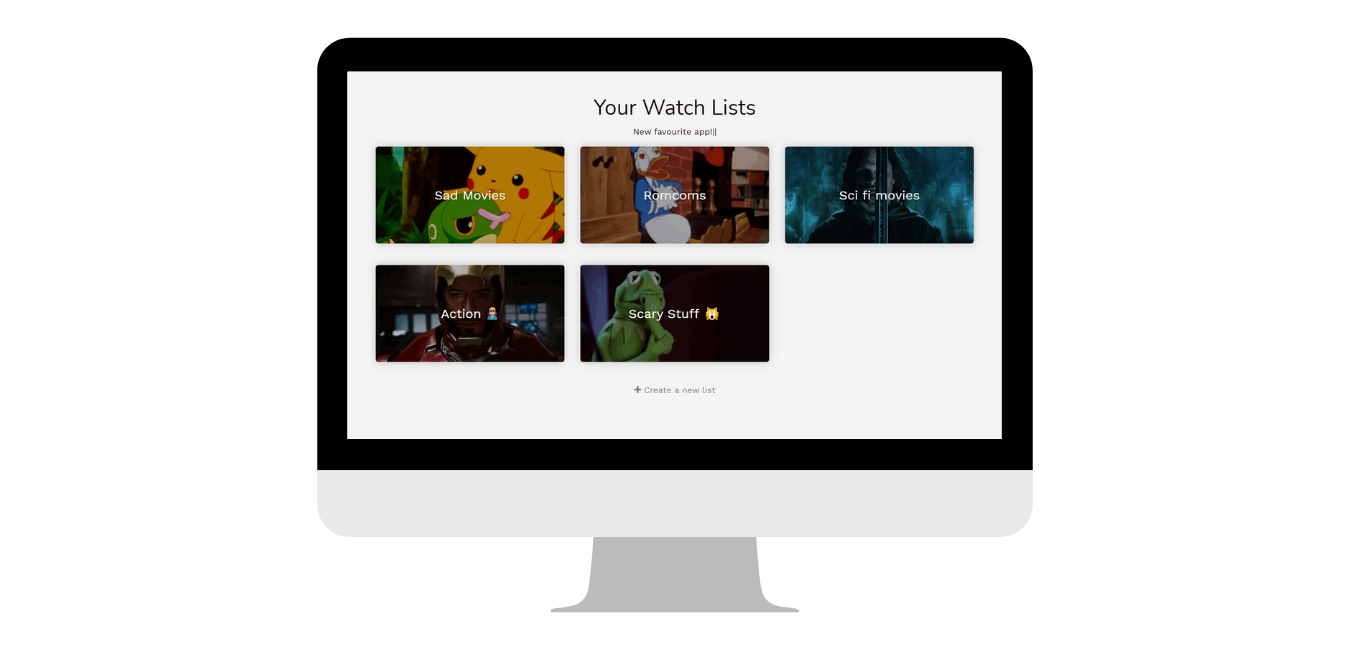 Your Watch Lists
New favourite app!||
Sad Movies
Romcoms
Sci fi movies
Action 🦸‍♂️
Scary Stuff 🙀
+ Create a new list